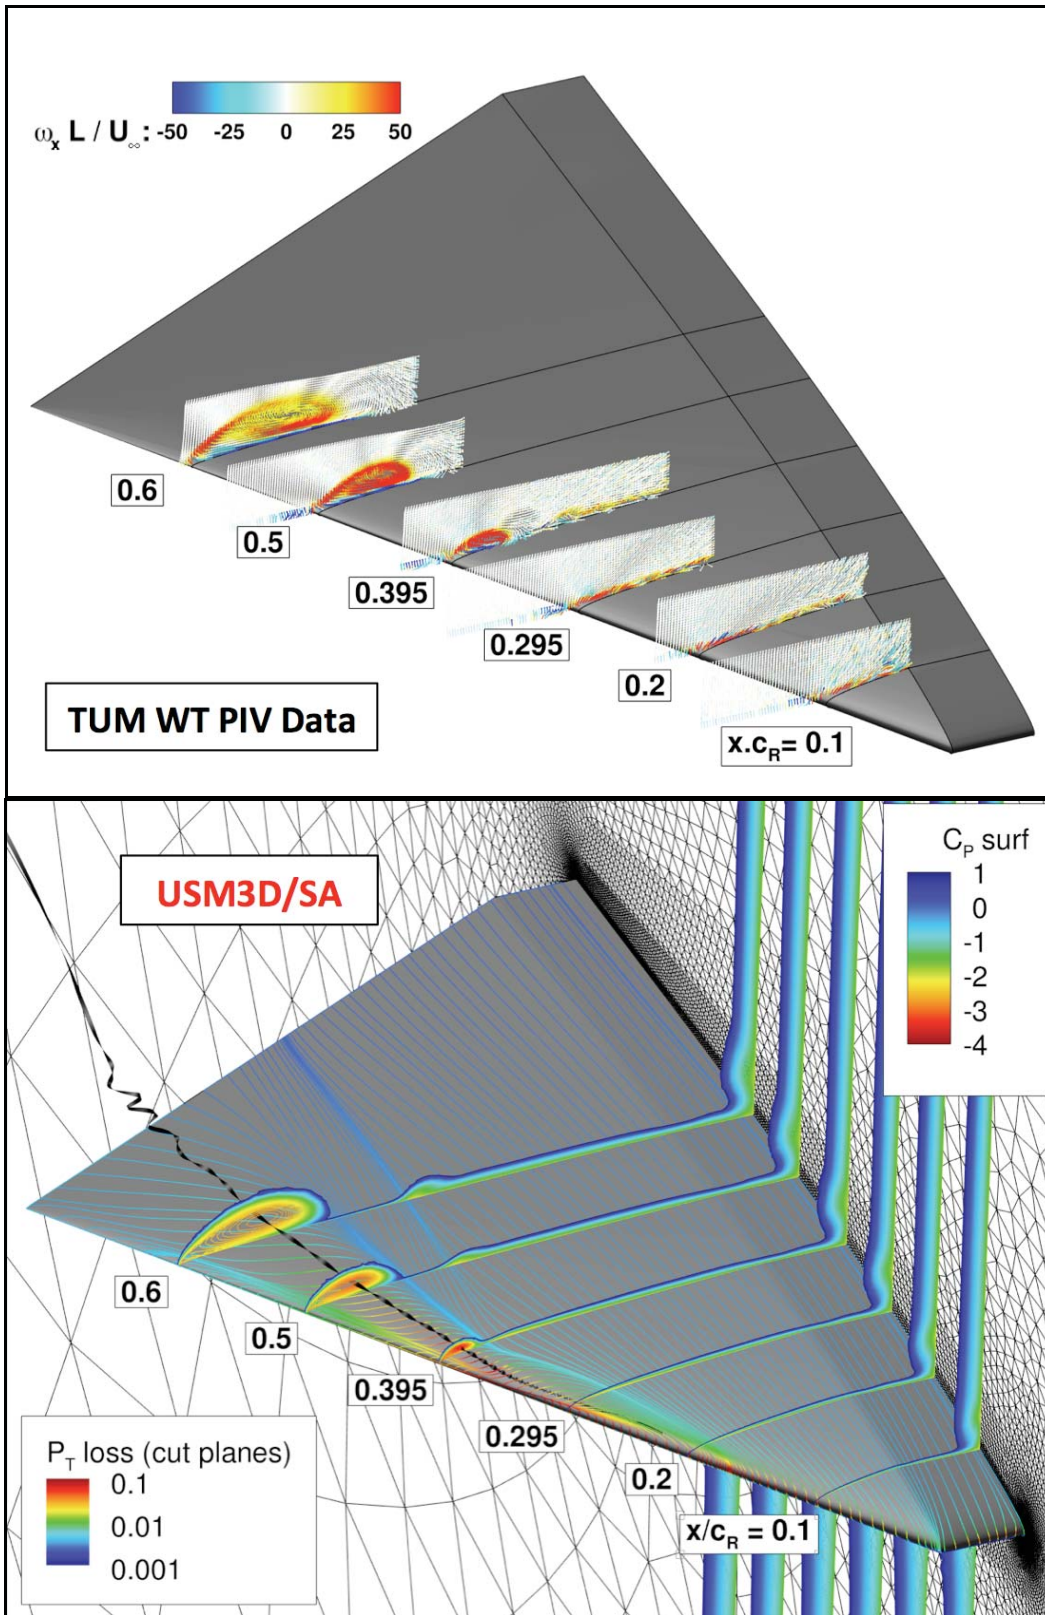 ωx L / U∞: -50 -25 0 25 50
0.6
0.5
0.395
0.295
0.2
x.cR= 0.1
TUM WT PIV Data
USM3D/SA
CP surf
1
0
-1
-2
-3
-4
0.6
0.5
0.395
0.295
0.2
x/cR = 0.1
PT loss (cut planes)
0.1
0.01
0.001